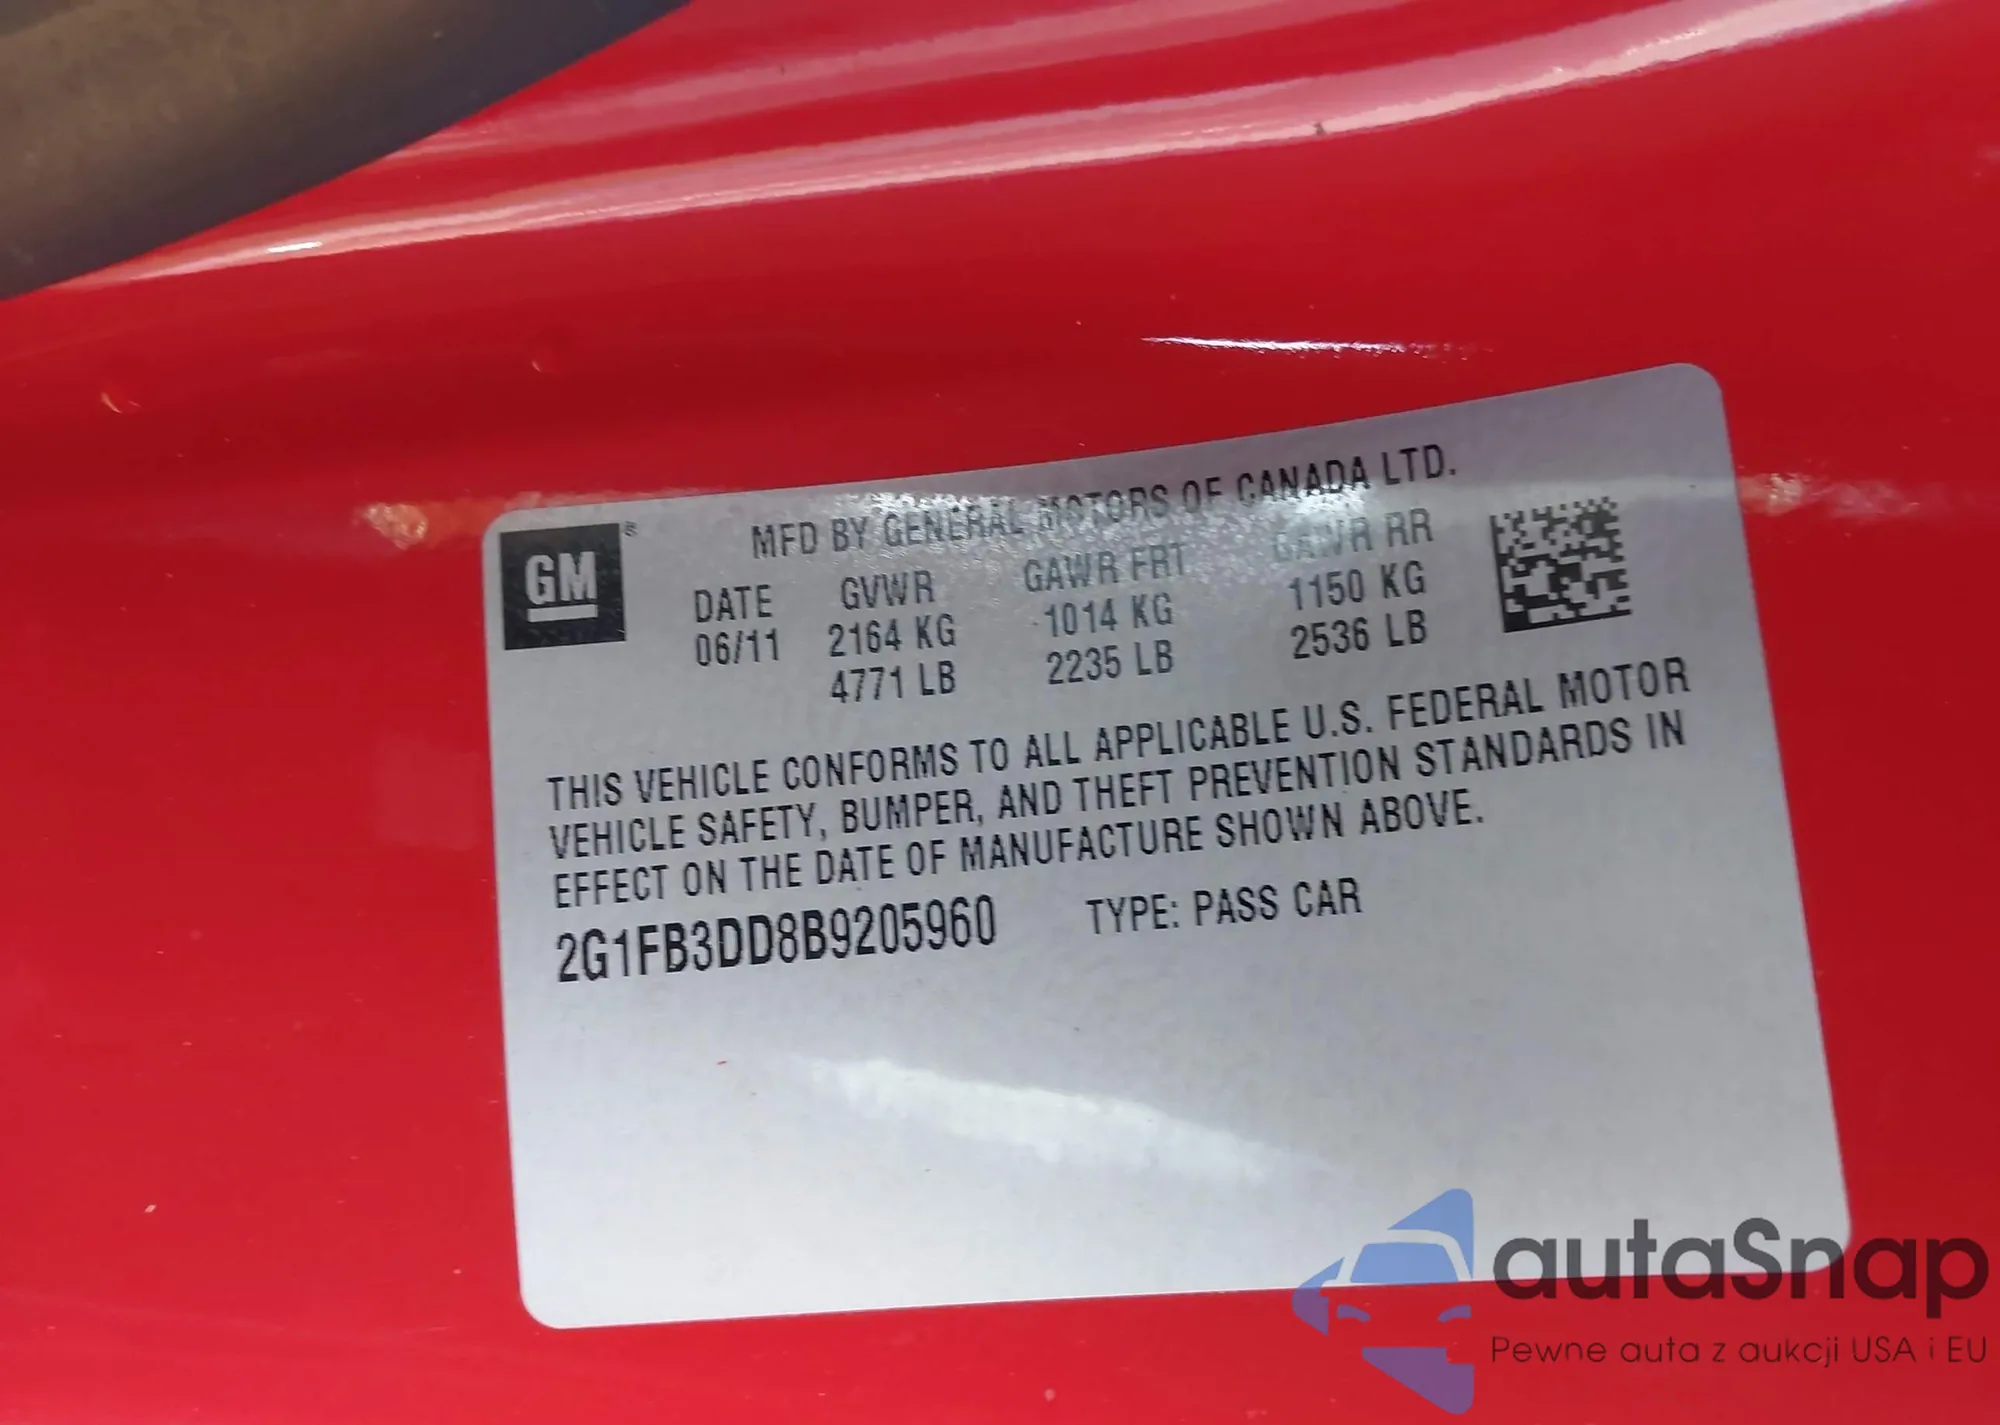 GM
MFD BY GENERAL MOTORS OF CANADA LTD.
DATE GVWR GAWR FRT GAWR RR
06/11 2164 KG 1014 KG 1150 KG
4771 LB 2235 LB 2536 LB
THIS VEHICLE CONFORMS TO ALL APPLICABLE U.S. FEDERAL MOTOR
VEHICLE SAFETY, BUMPER, AND THEFT PREVENTION STANDARDS IN
EFFECT ON THE DATE OF MANUFACTURE SHOWN ABOVE.
2G1FB3DD8B9205960 TYPE: PASS CAR
autaSnap
Pewne auta z aukcji USA i EU